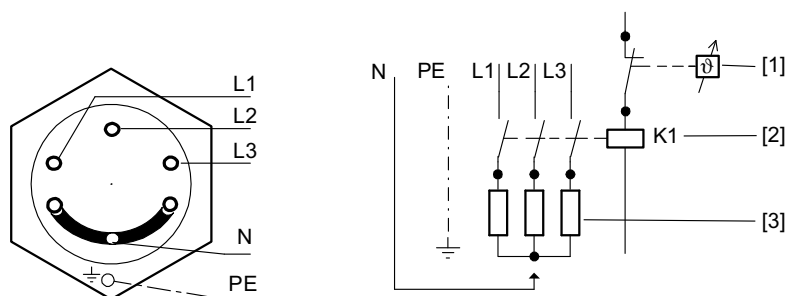 L1
L2
L3
N
PE
N PE L1 L2 L3
ϑ [1]
K1 [2]
[3]